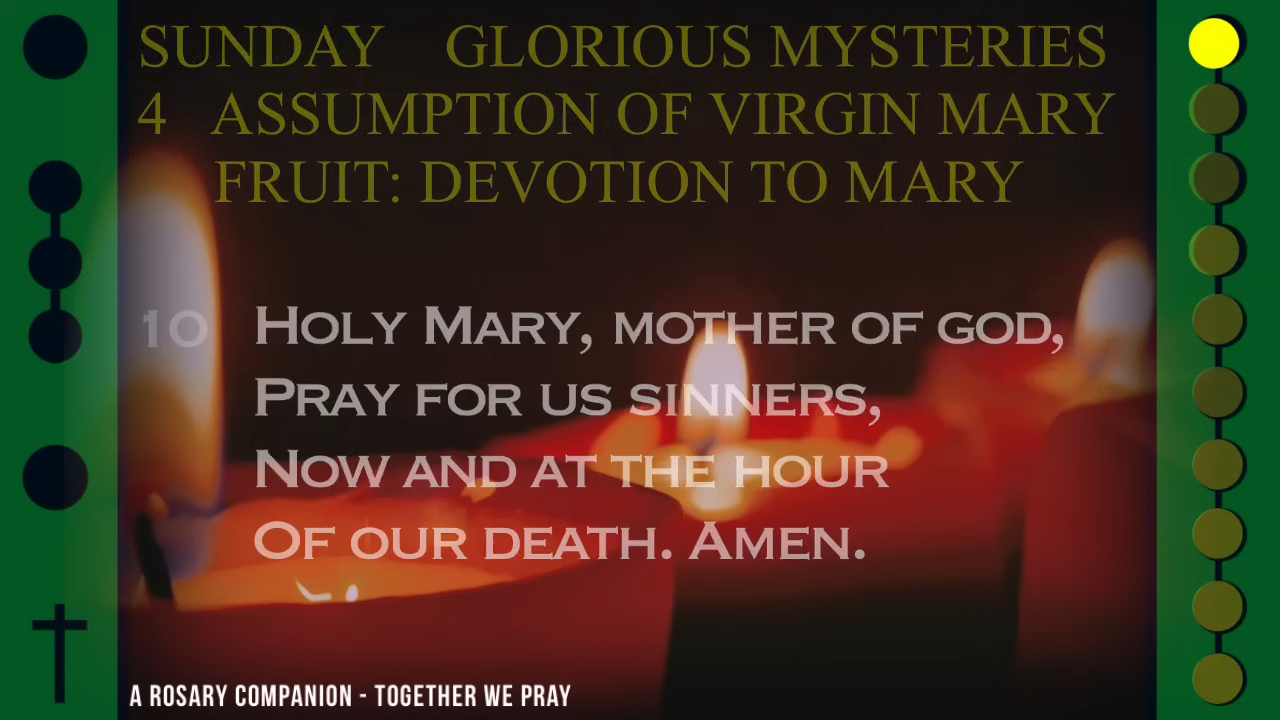 SUNDAY GLORIOUS MYSTERIES
4 ASSUMPTION OF VIRGIN MARY
FRUIT: DEVOTION TO MARY
10 HOLY MARY, MOTHER OF GOD,
PRAY FOR US SINNERS,
NOW AND AT THE HOUR
OF OUR DEATH. AMEN.
A ROSARY COMPANION - TOGETHER WE PRAY